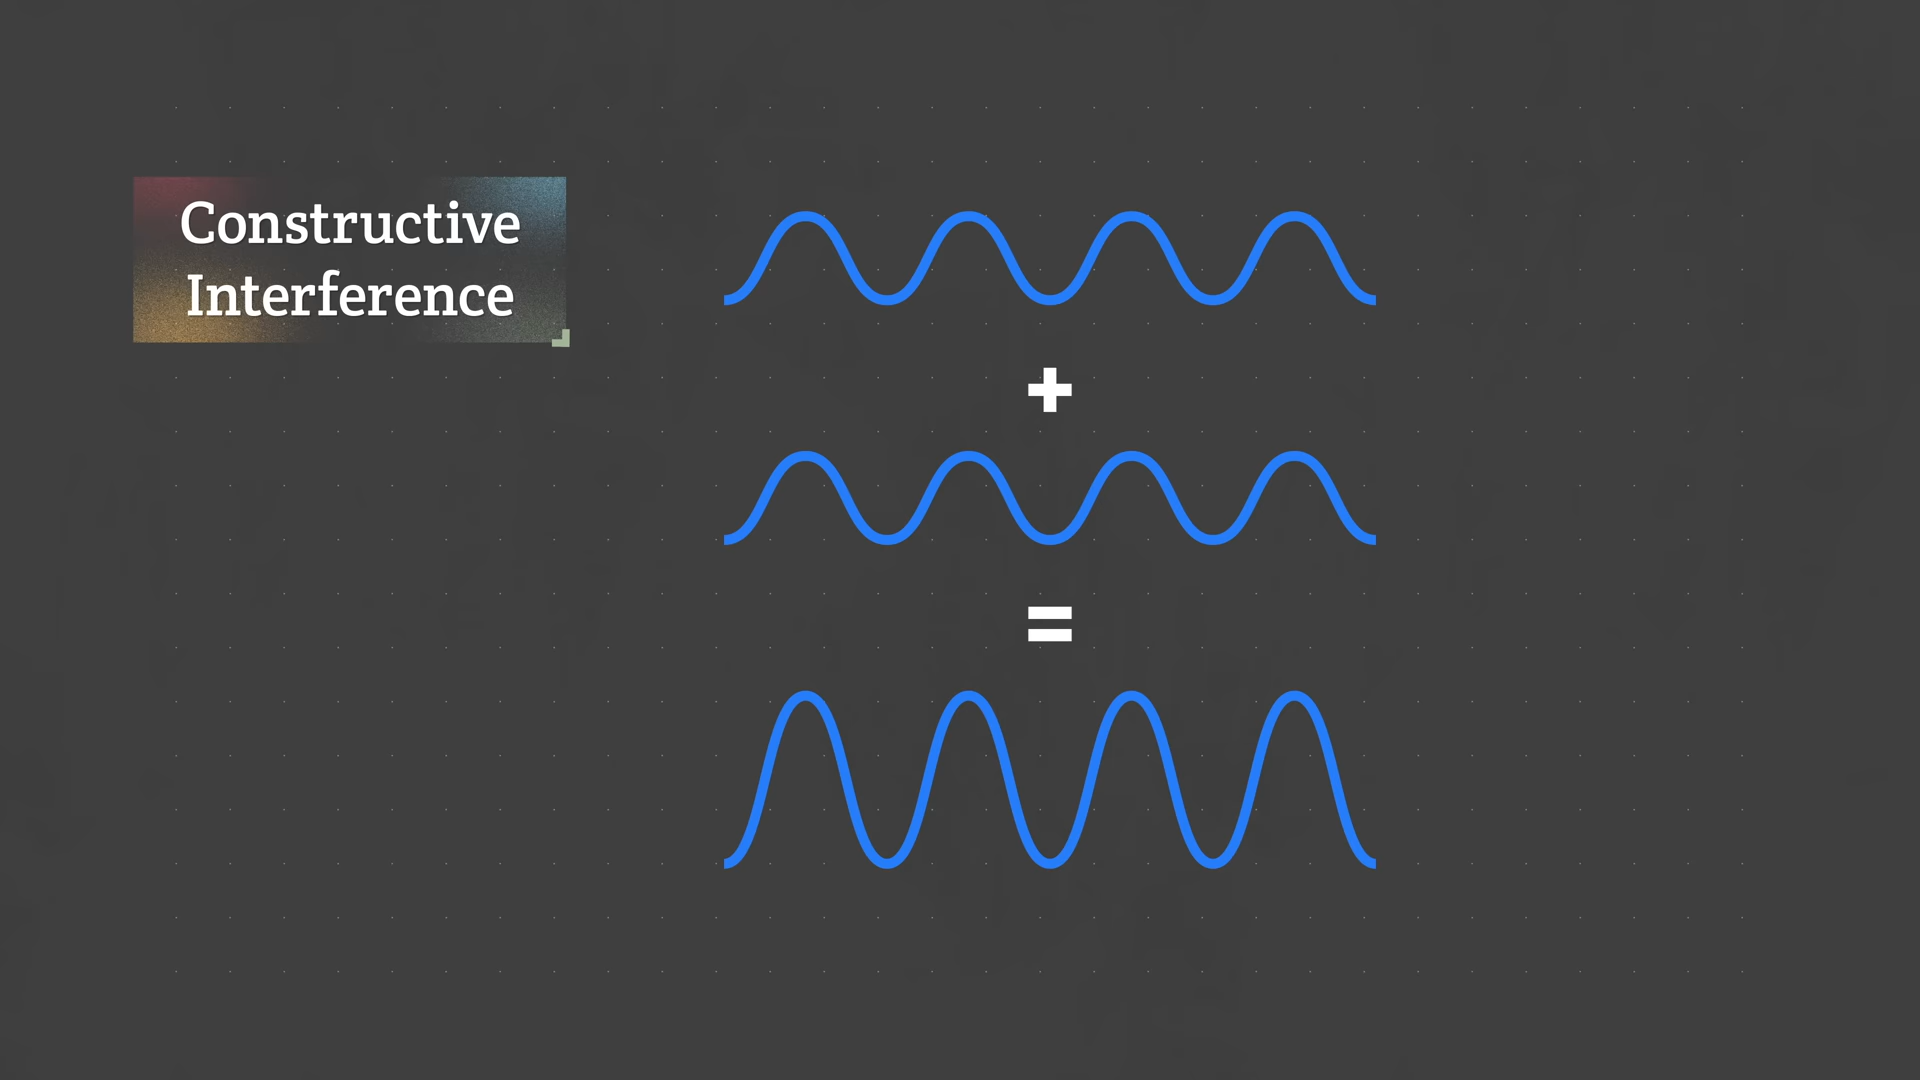 Constructive
Interference
+
=